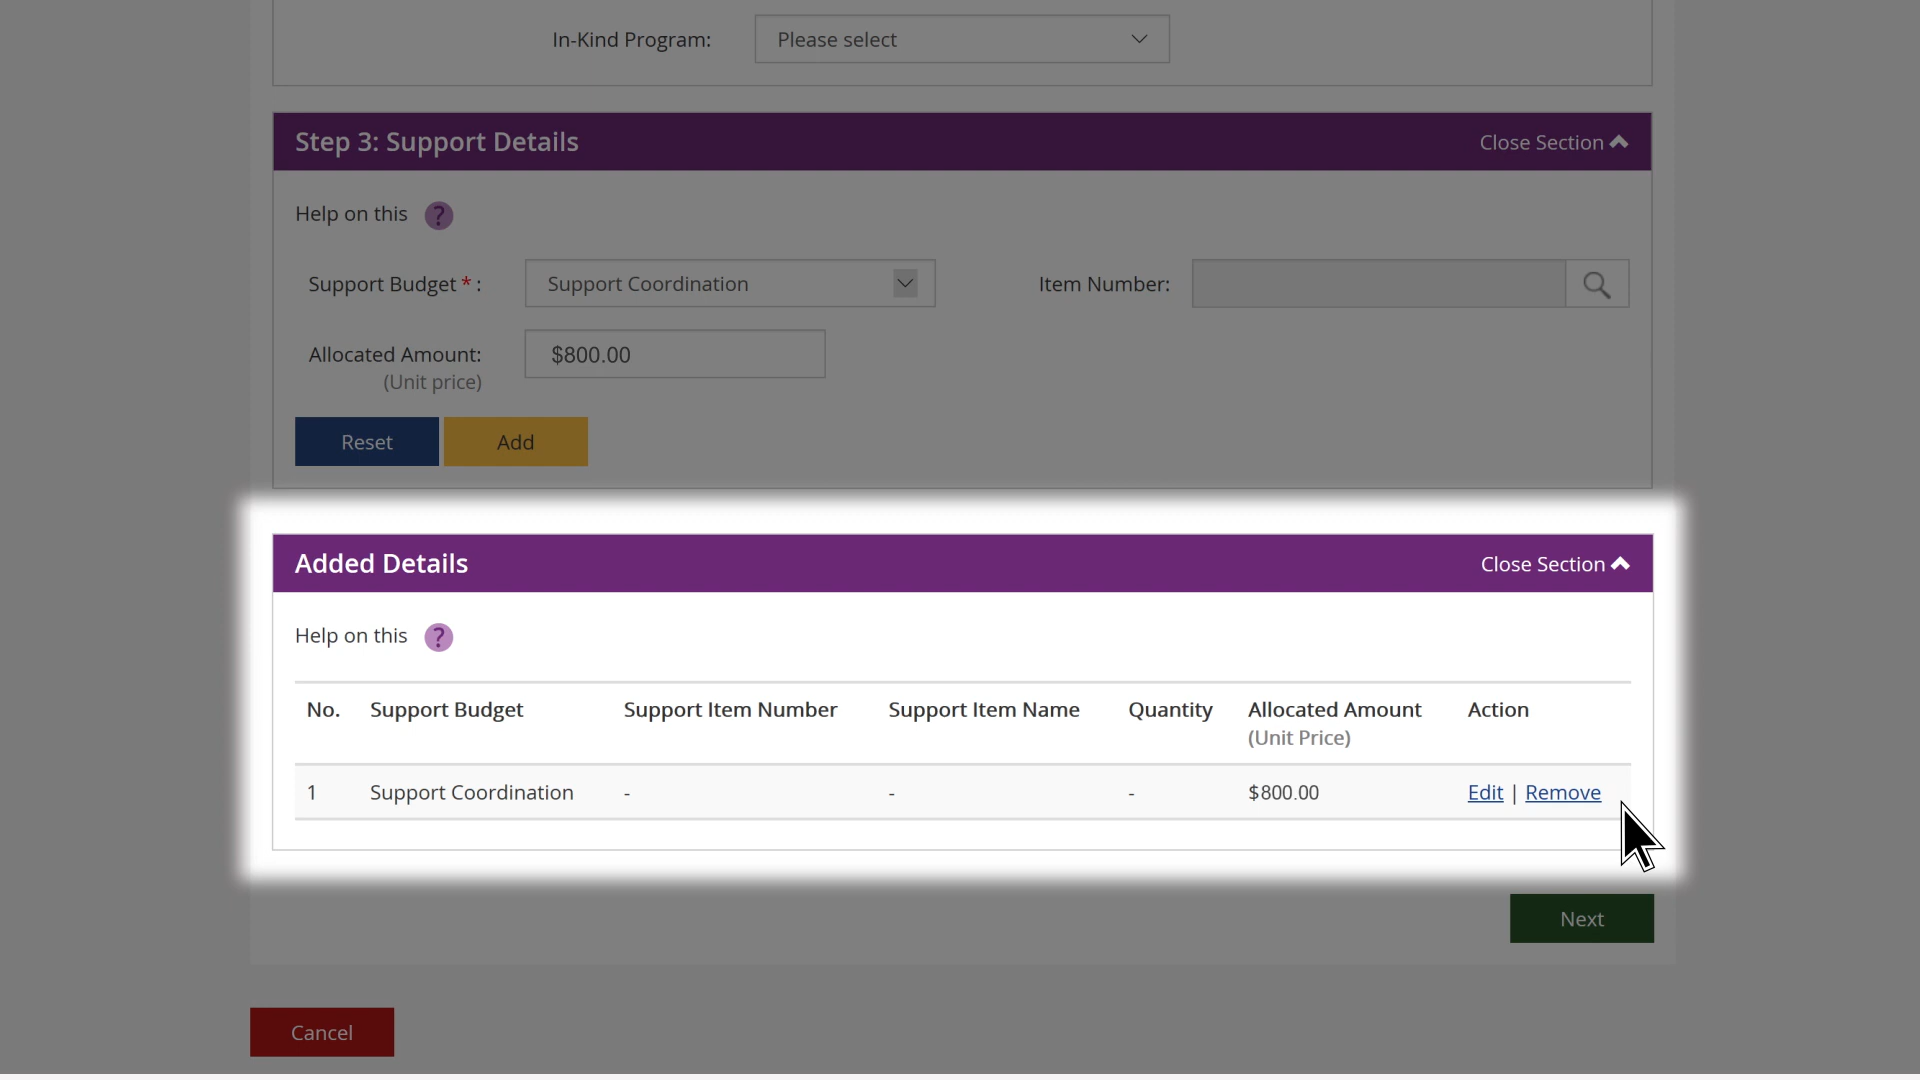 In-Kind Program: Please select
Step 3: Support Details Close Section
Help on this ?
Support Budget * : Support Coordination Item Number:
Allocated Amount: $800.00
(Unit price)
Reset Add
Added Details Close Section
Help on this ?
No. Support Budget Support Item Number Support Item Name Quantity Allocated Amount Action
(Unit Price)
1 Support Coordination - - - $800.00 Edit | Remove
Next
Cancel